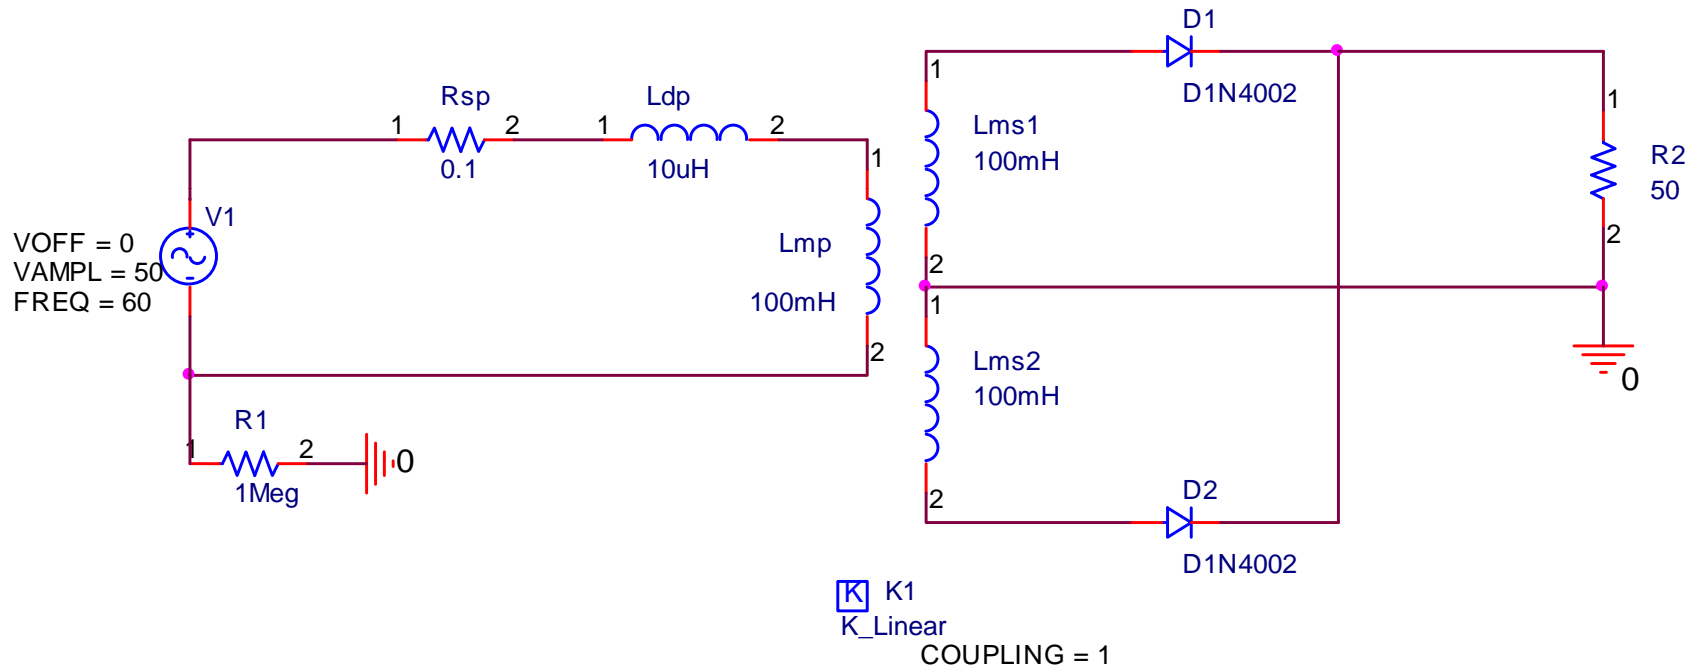 D1
D1N4002
1
Rsp
1
2
0.1
Ldp
1
2
10uH
1
Lms1
100mH
2
1
R2
50
2
V1
VOFF = 0
VAMPL = 50
FREQ = 60
1
Lmp
100mH
2
1
Lms2
100mH
2
0
R1
1
2
1Meg
0
D2
D1N4002
K
K1
K_Linear
COUPLING = 1